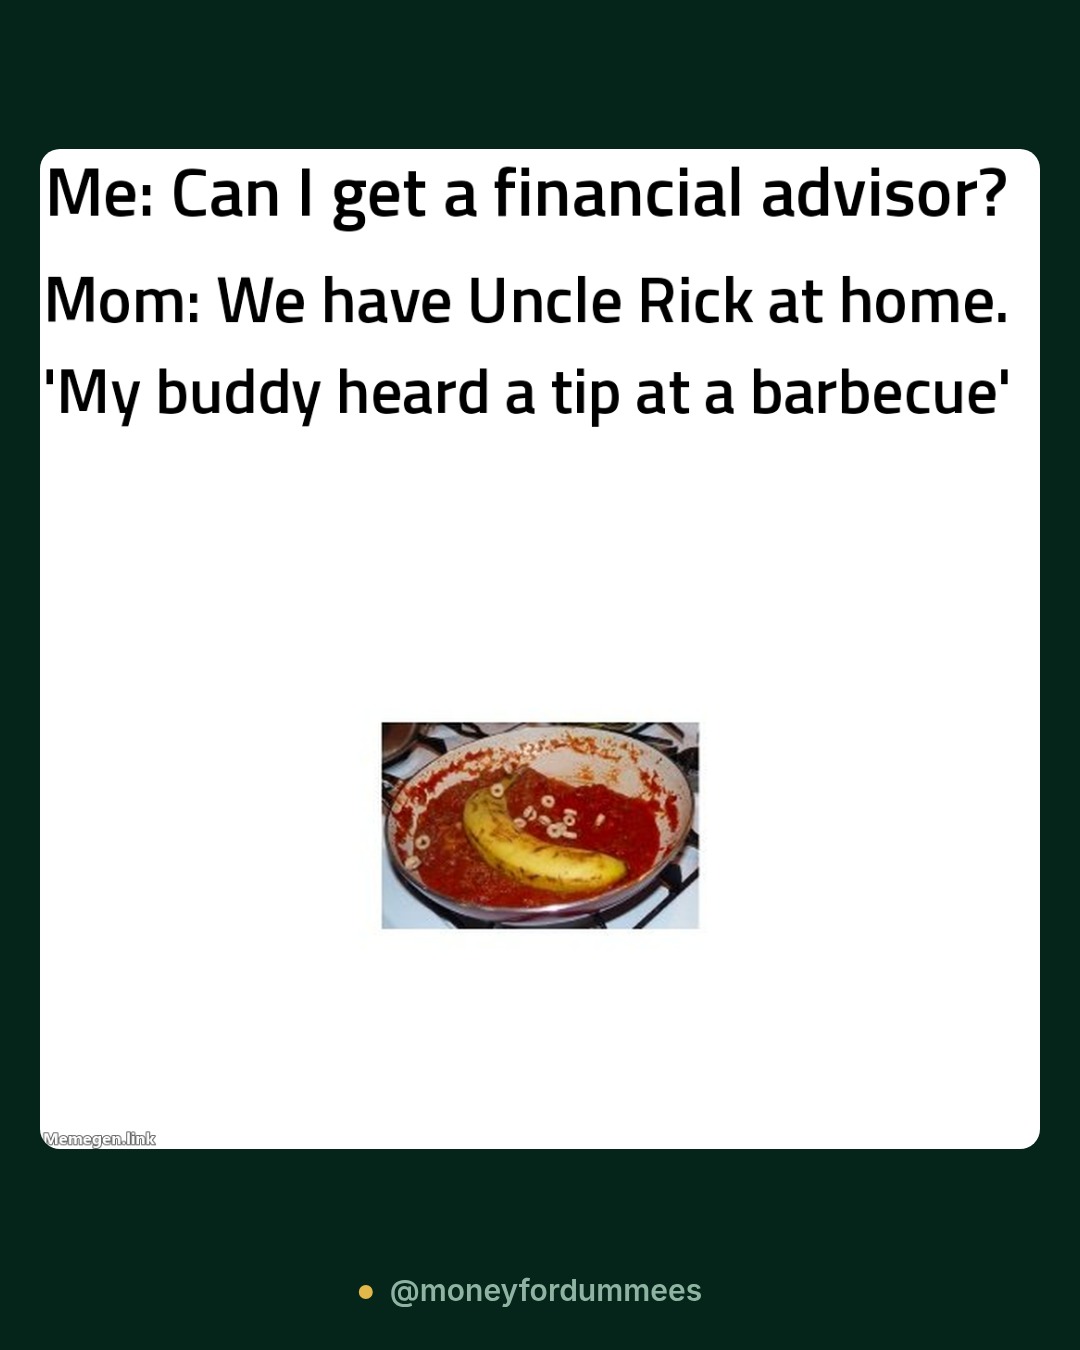 Me: Can I get a financial advisor?
Mom: We have Uncle Rick at home.
'My buddy heard a tip at a barbecue'
Memegen.link
@moneyfordummees